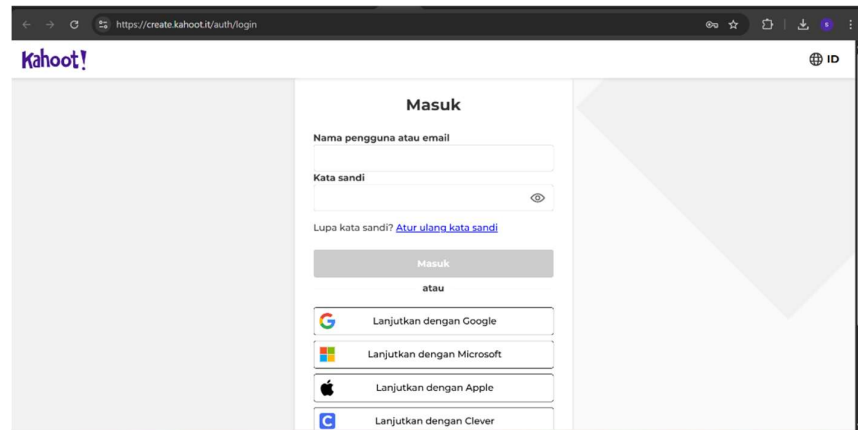 https://create.kahoot.it/auth/login
s
Kahoot!
ID
Masuk
Nama pengguna atau email
Kata sandi
Lupa kata sandi? Atur ulang kata sandi
Masuk
atau
Lanjutkan dengan Google
Lanjutkan dengan Microsoft
Lanjutkan dengan Apple
C Lanjutkan dengan Clever